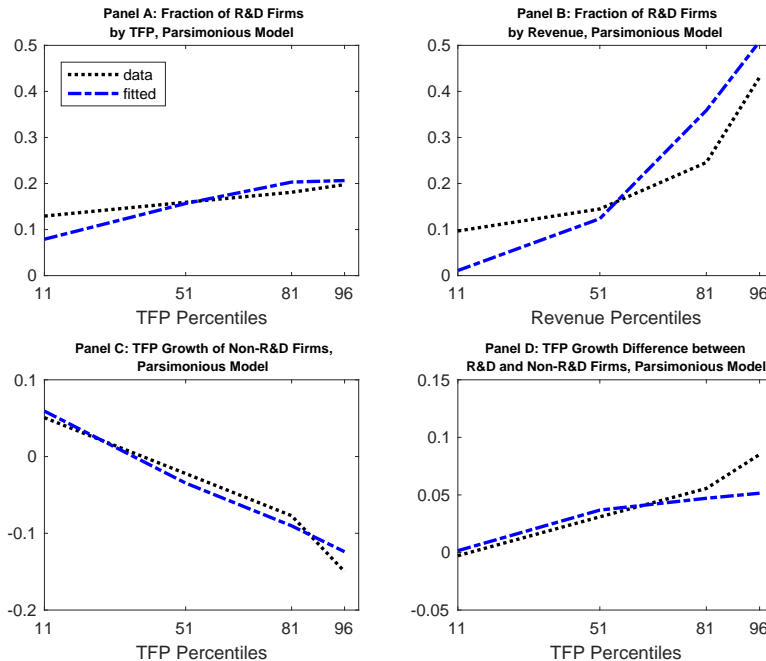 Panel A: Fraction of R&D Firms
by TFP, Parsimonious Model
0.5
0.4
0.3
0.2
0.1
0
data
fitted
11
51
81
96
TFP Percentiles
Panel B: Fraction of R&D Firms
by Revenue, Parsimonious Model
0.5
0.4
0.3
0.2
0.1
0
11
51
81
96
Revenue Percentiles
Panel C: TFP Growth of Non-R&D Firms,
Parsimonious Model
0.1
0
-0.1
-0.2
11
51
81
96
TFP Percentiles
Panel D: TFP Growth Difference between
R&D and Non-R&D Firms, Parsimonious Model
0.15
0.1
0.05
0
-0.05
11
51
81
96
TFP Percentiles